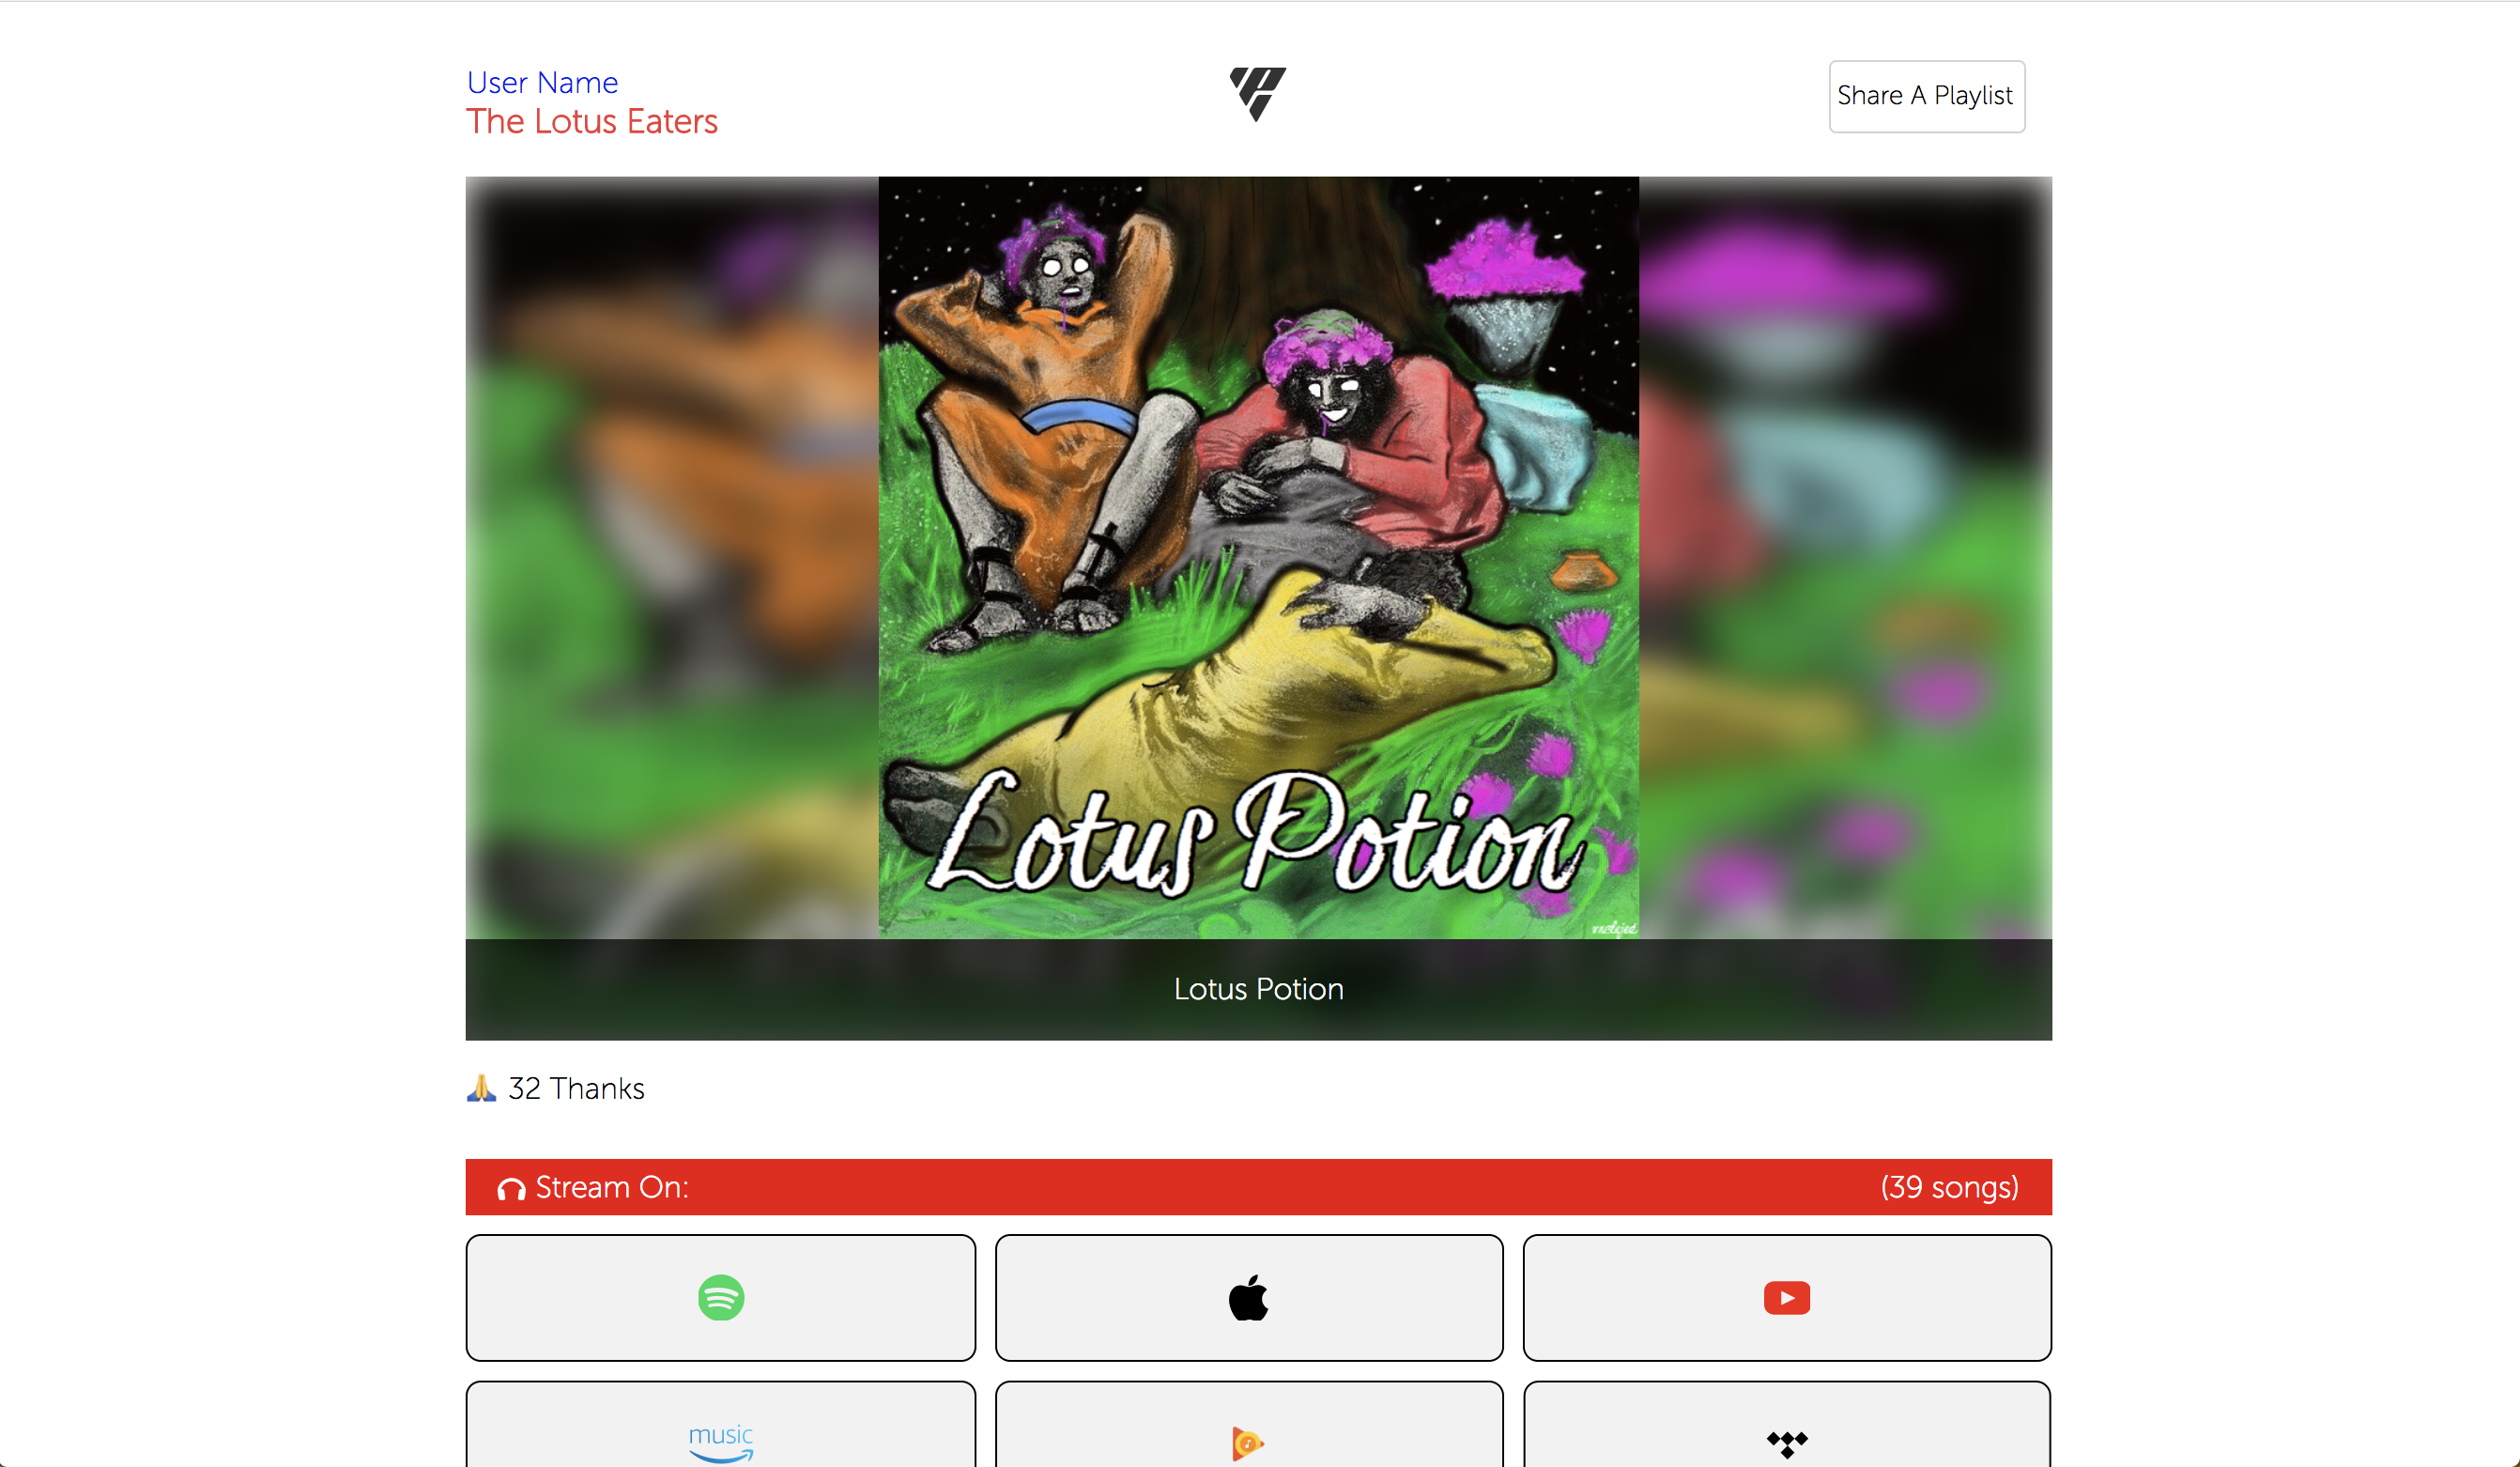 User Name
The Lotus Eaters
Share A Playlist
Lotus Potion
Lotus Potion
🙏 32 Thanks
Stream On:
(39 songs)
music